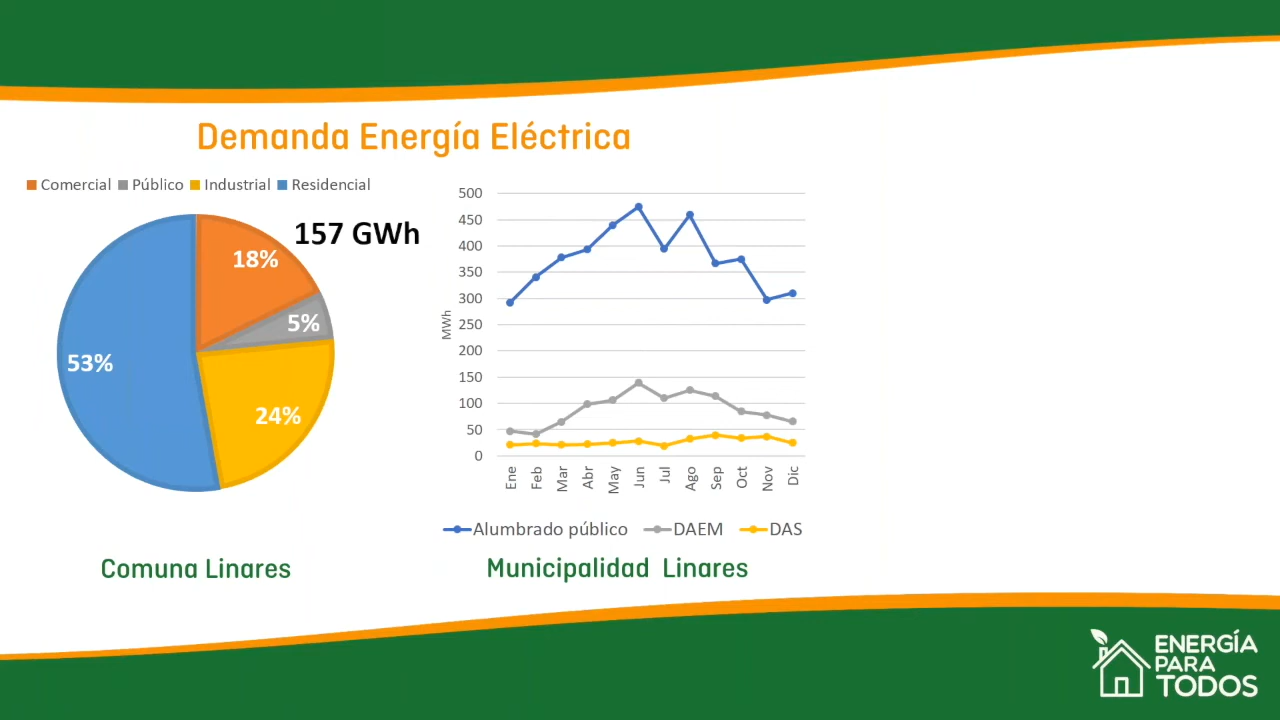 Demanda Energía Eléctrica
Comercial Público Industrial Residencial
157 GWh
18%
5%
24%
53%
Comuna Linares
500
450
400
350
300
250
200
150
100
50
0
MWh
Ene Feb Mar Abr May Jun Jul Ago Sep Oct Nov Dic
Alumbrado público DAEM DAS
Municipalidad Linares
ENERGÍA
PARA
TODOS